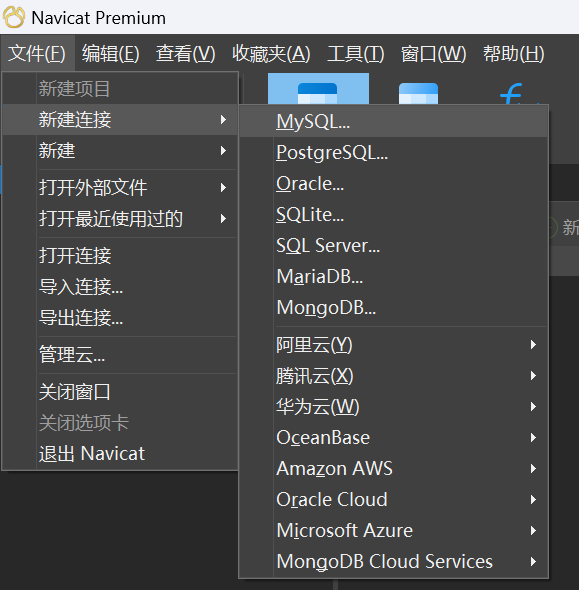 Navicat Premium
文件(F) 编辑(E) 查看(V) 收藏夹(A) 工具(T) 窗口(W) 帮助(H)
新建项目
新建连接
新建
打开外部文件
打开最近使用过的
打开连接
导入连接...
导出连接...
管理云...
关闭窗口
关闭选项卡
退出 Navicat
MySQL...
PostgreSQL...
Oracle...
SQLite...
SQL Server...
MariaDB...
MongoDB...
阿里云(Y)
腾讯云(X)
华为云(W)
OceanBase
Amazon AWS
Oracle Cloud
Microsoft Azure
MongoDB Cloud Services
新